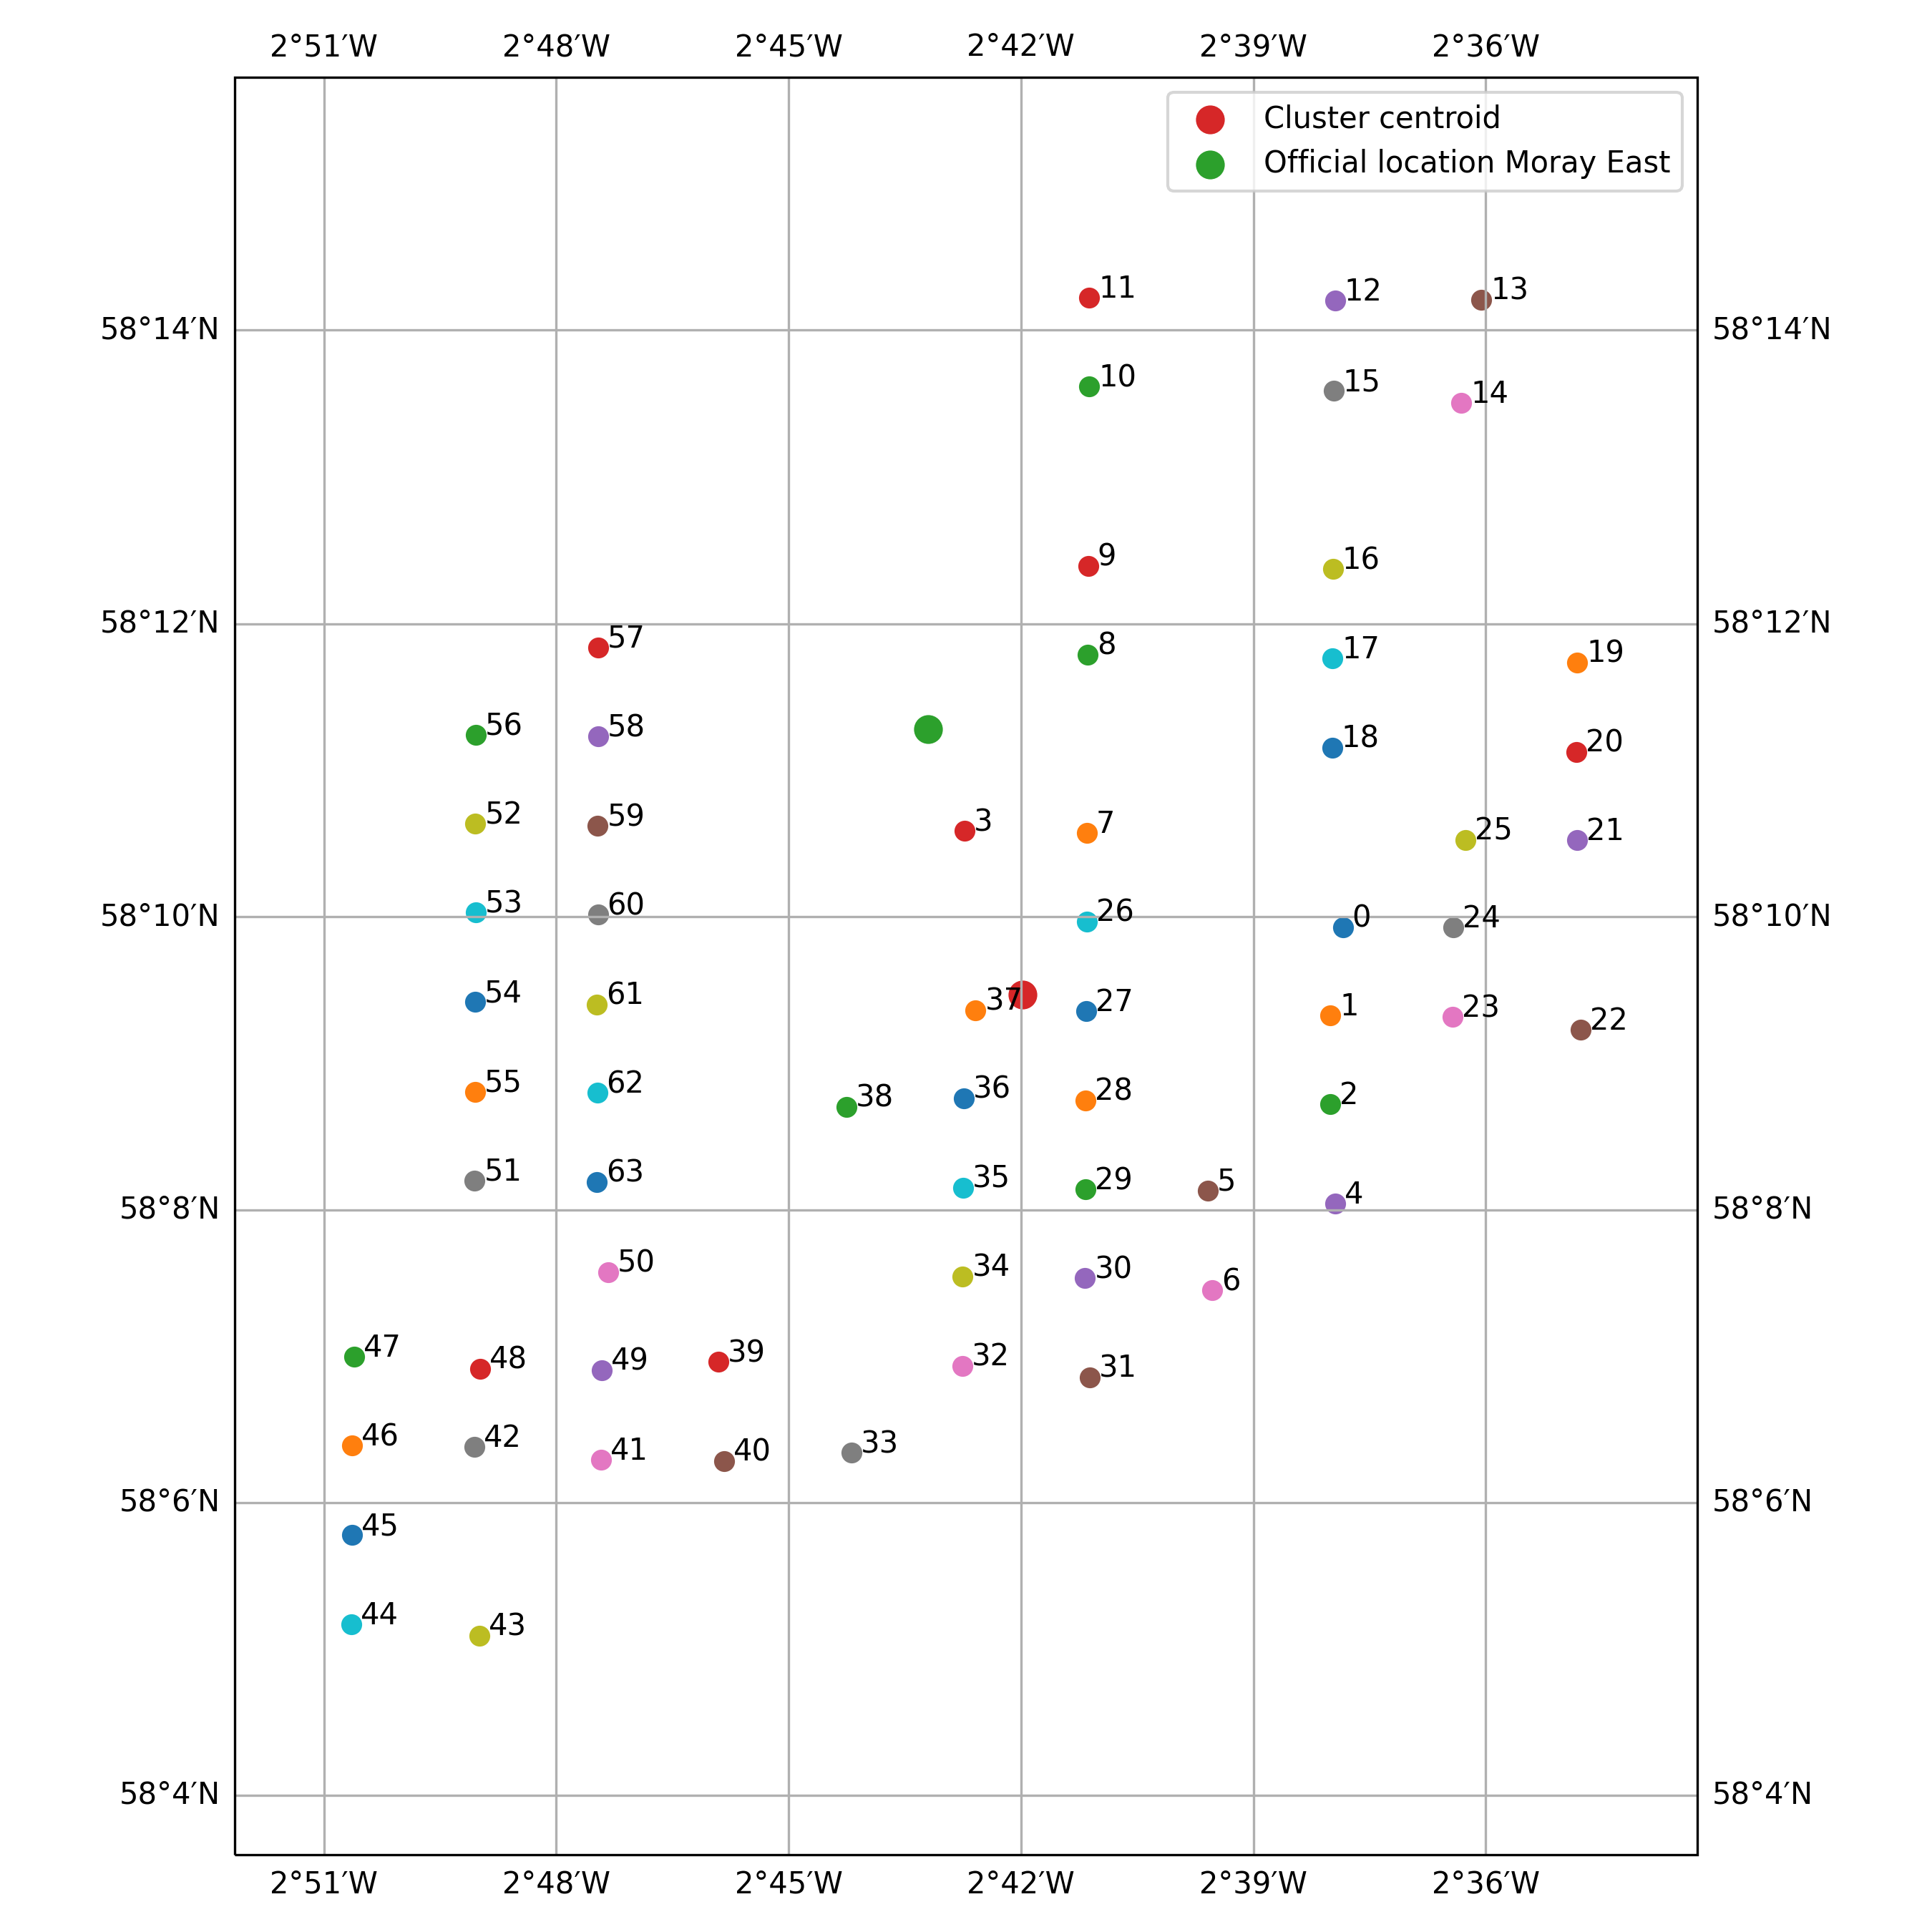 2°51′W 2°48′W 2°45′W 2°42′W 2°39′W 2°36′W
Cluster centroid
Official location Moray East
11 12 13
58°14′N 58°14′N
10 15 14
9 16
58°12′N 58°12′N
57 8 17 19
56 58 18 20
52 59 3 7 25 21
53 60 26 0 24
58°10′N 58°10′N
54 61 37 27 1 23 22
55 62 38 36 28 2
51 63 35 29 5 4
58°8′N 58°8′N
50 34 30 6
47 48 49 39 32 31
46 42 41 40 33
58°6′N 58°6′N
45
44 43
58°4′N 58°4′N
2°51′W 2°48′W 2°45′W 2°42′W 2°39′W 2°36′W